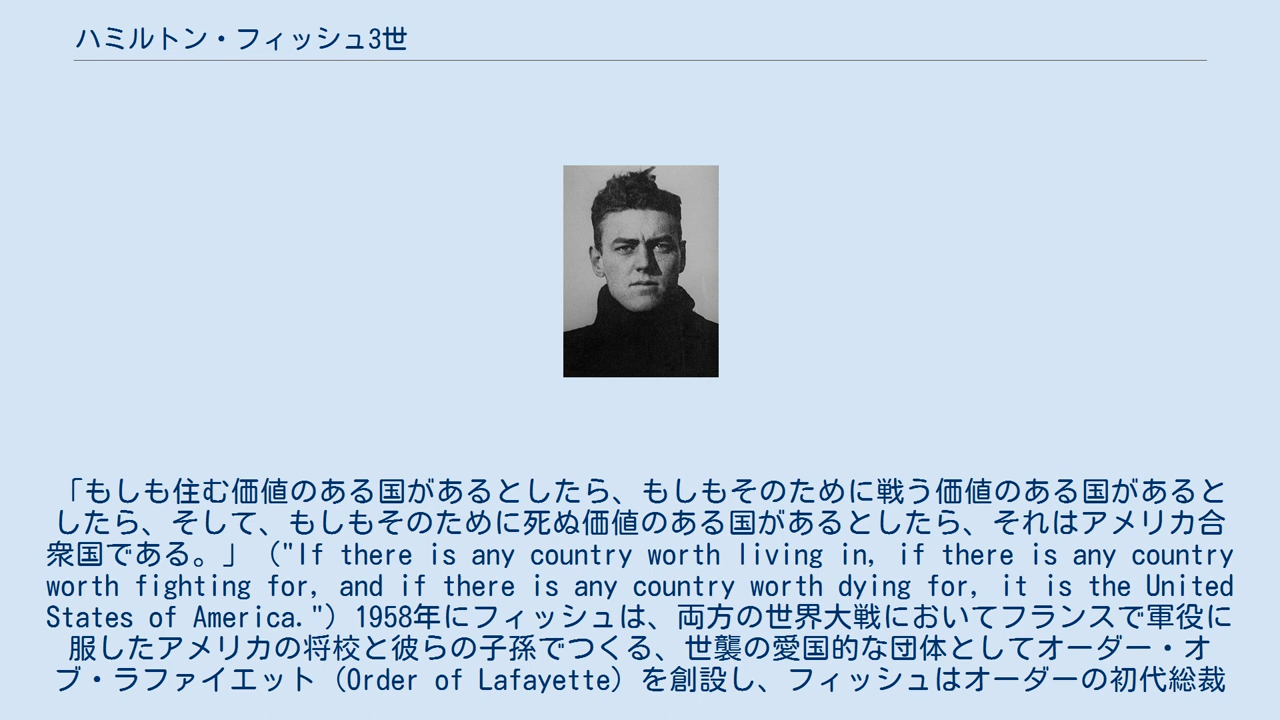 ハミルトン・フィッシュ3世
「もしも住む価値のある国があるとしたら、もしもそのために戦う価値のある国があると
したら、そして、もしもそのために死ぬ価値のある国があるとしたら、それはアメリカ合
衆国である。」（"If there is any country worth living in, if there is any country
worth fighting for, and if there is any country worth dying for, it is the United
States of America."）1958年にフィッシュは、両方の世界大戦においてフランスで軍役に
服したアメリカの将校と彼らの子孫でつくる、世襲の愛国的な団体としてオーダー・オ
ブ・ラファイエット（Order of Lafayette）を創設し、フィッシュはオーダーの初代総裁